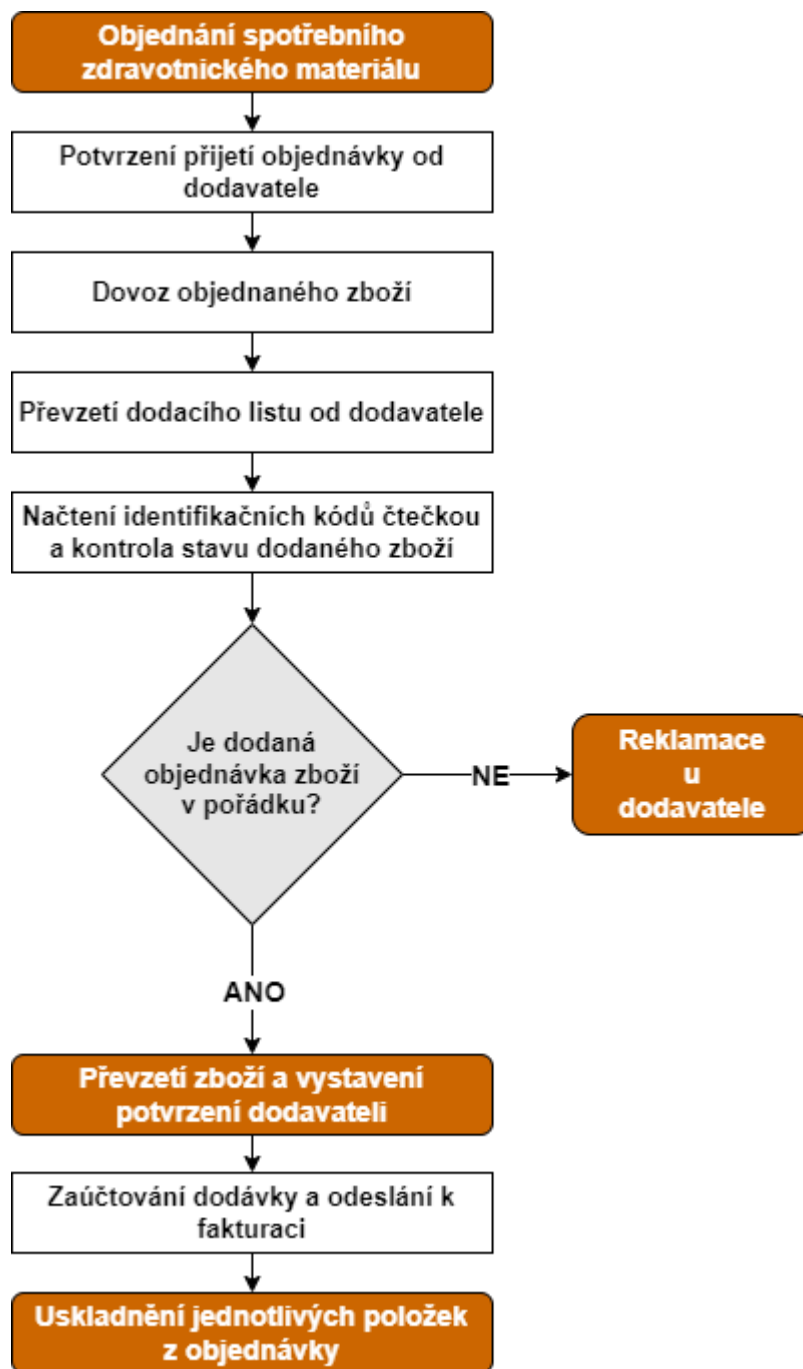 Objednání spotřebního
zdravotnického materiálu
Potvrzení přijetí objednávky od
dodavatele
Dovoz objednaného zboží
Převzetí dodacího listu od dodavatele
Načtení identifikačních kódů čtečkou
a kontrola stavu dodaného zboží
Je dodaná
objednávka zboží
v pořádku?
NE
Reklamace
u
dodavatele
ANO
Převzetí zboží a vystavení
potvrzení dodavateli
Zaúčtování dodávky a odeslání k
fakturaci
Uskladnění jednotlivých položek
z objednávky